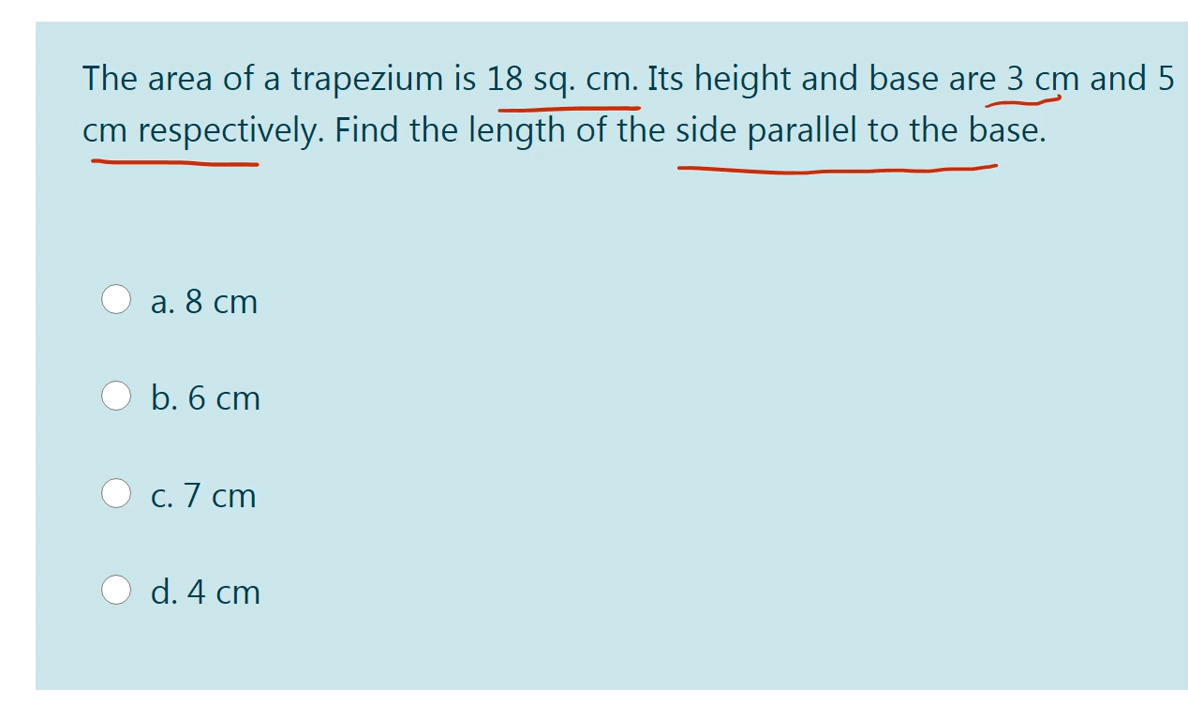 The area of a trapezium is 18 sq. cm. Its height and base are 3 cm and 5
cm respectively. Find the length of the side parallel to the base.
a. 8 cm
b. 6 cm
c. 7 cm
d. 4 cm